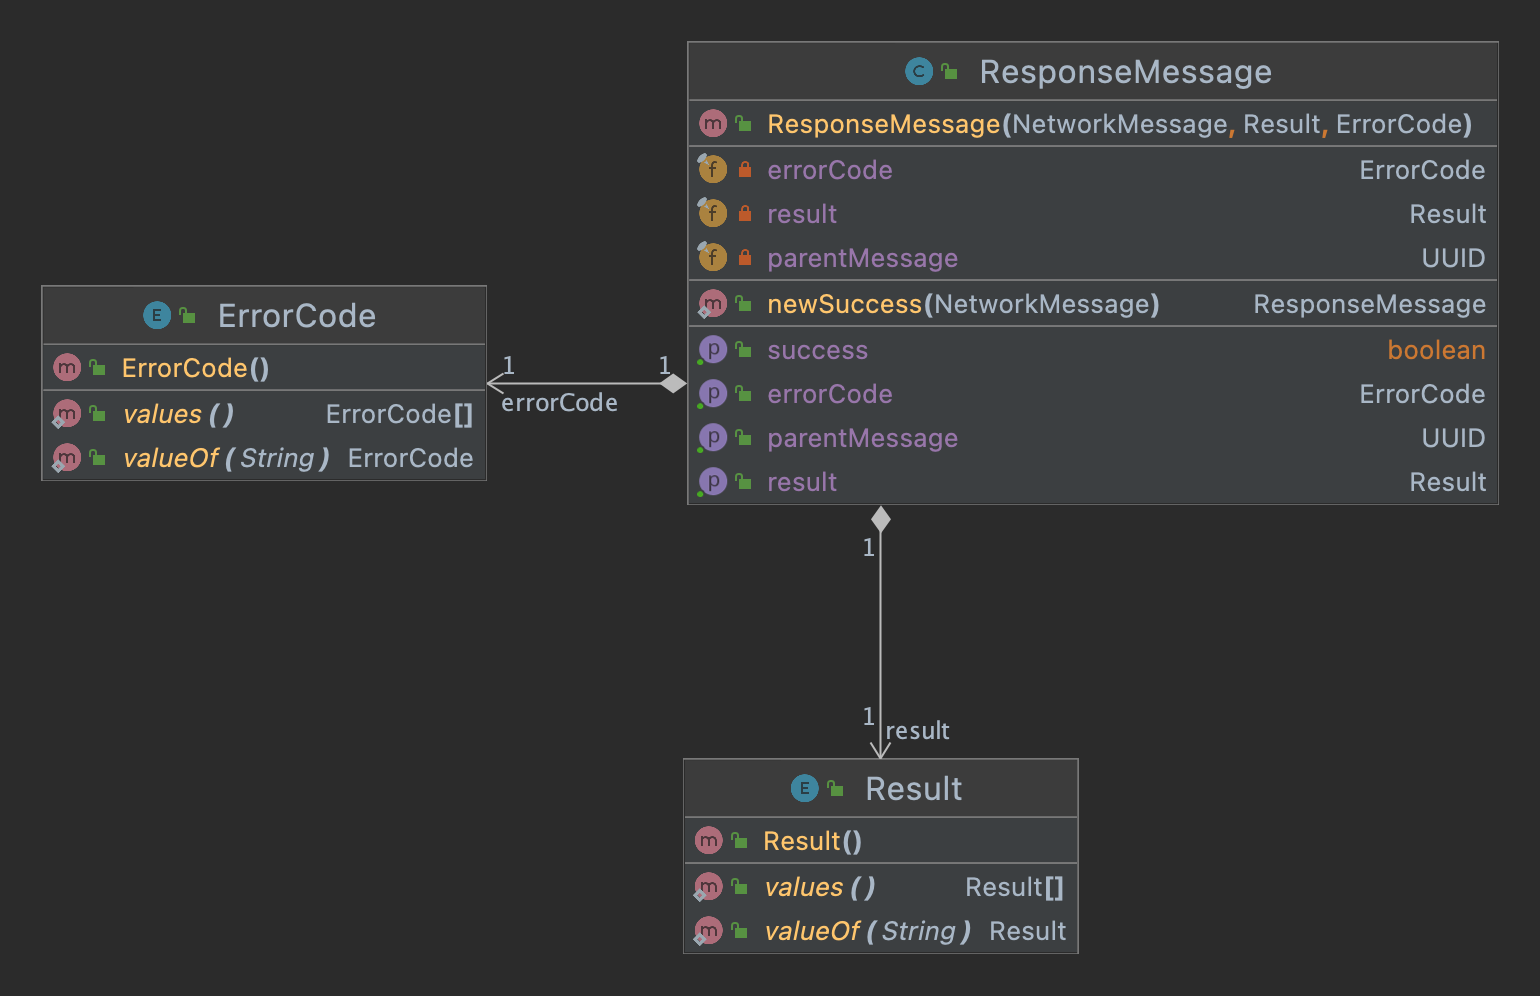 C ResponseMessage
m ResponseMessage(NetworkMessage, Result, ErrorCode)
f errorCode ErrorCode
f result Result
f parentMessage UUID
m newSuccess(NetworkMessage) ResponseMessage
p success boolean
p errorCode ErrorCode
p parentMessage UUID
p result Result
E ErrorCode
m ErrorCode()
m values() ErrorCode[]
m valueOf(String) ErrorCode
1 1
errorCode
1
1
result
E Result
m Result()
m values() Result[]
m valueOf(String) Result